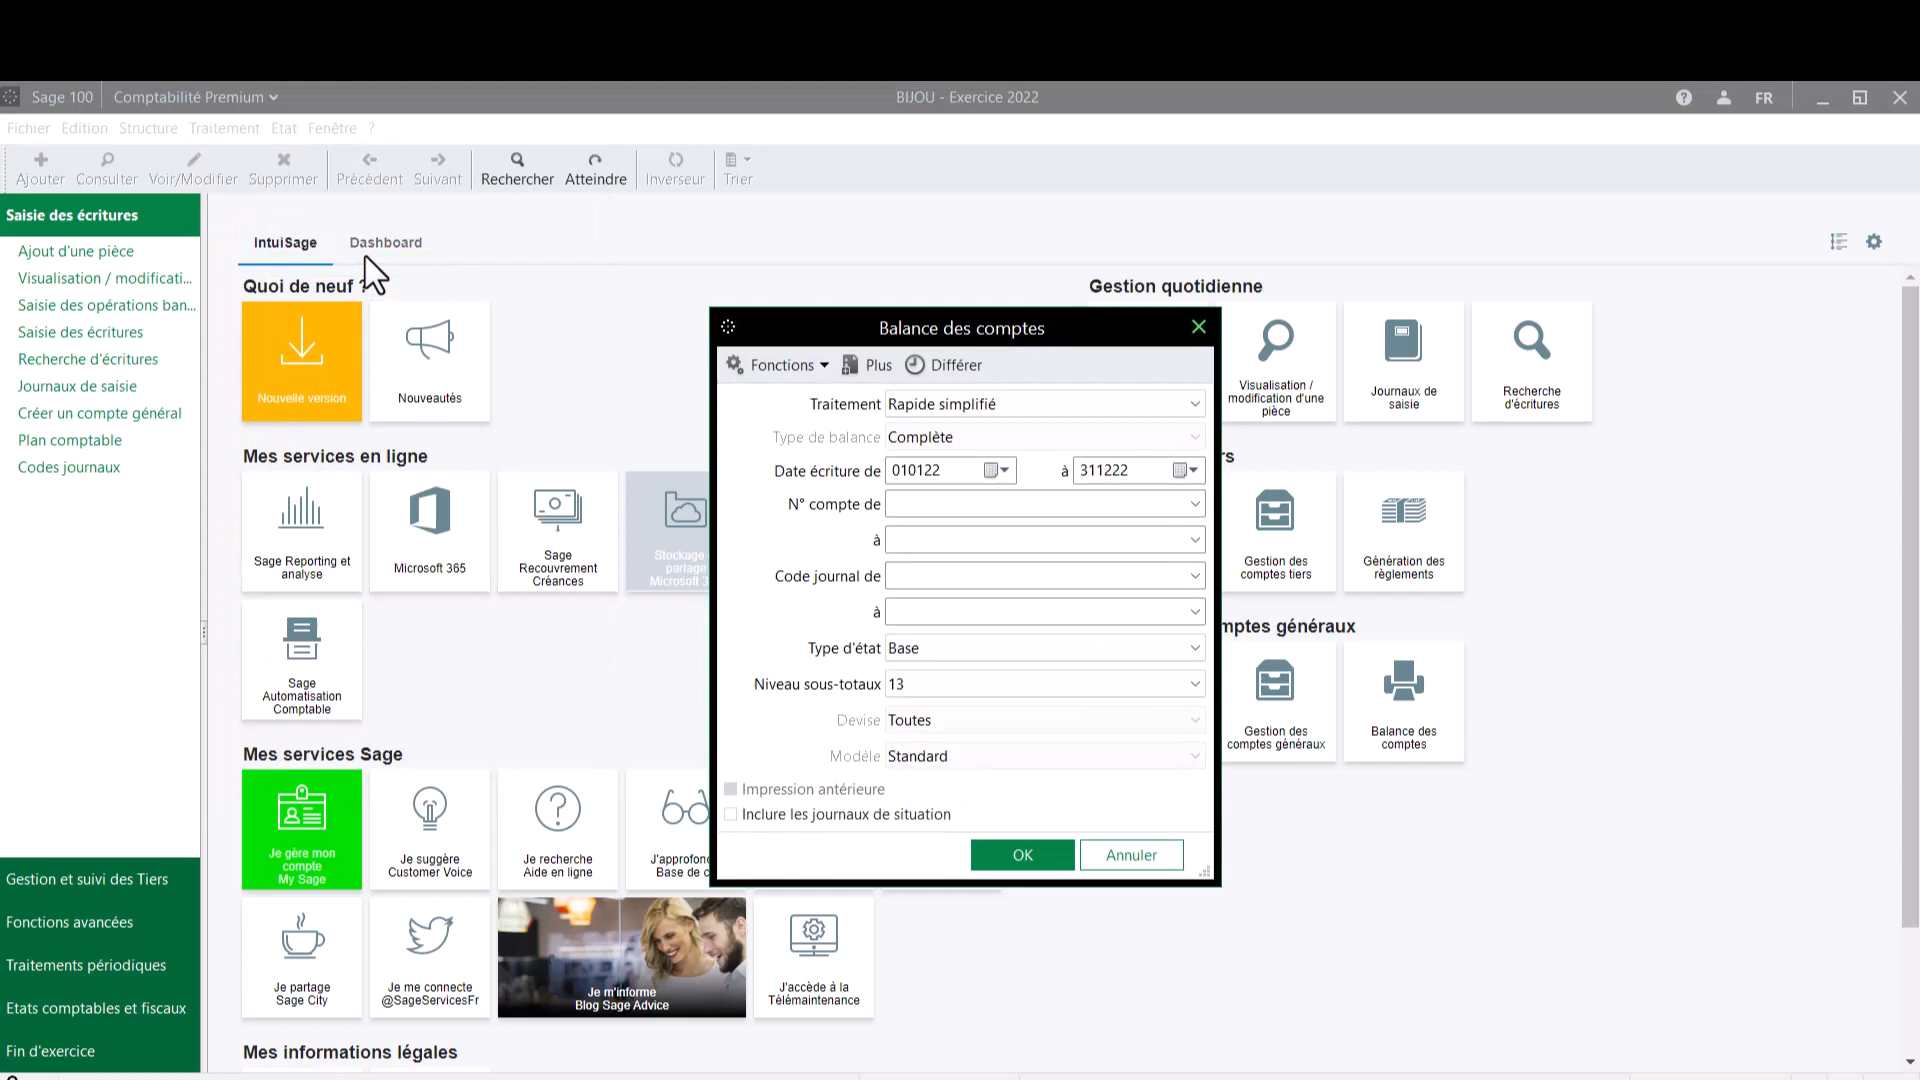 Sage 100 Comptabilité Premium BIJOU - Exercice 2022 FR
Fichier Edition Structure Traitement Etat Fenêtre ?
Ajouter Consulter Voir/Modifier Supprimer Précédent Suivant Rechercher Atteindre Inverseur Trier
Saisie des écritures
Ajout d'une pièce
Visualisation / modificati...
Saisie des opérations ban...
Saisie des écritures
Recherche d'écritures
Journaux de saisie
Créer un compte général
Plan comptable
Codes journaux
Gestion et suivi des Tiers
Fonctions avancées
Traitements périodiques
Etats comptables et fiscaux
Fin d'exercice
IntuiSage Dashboard
Quoi de neuf ?
Nouvelle version
Nouveautés
Mes services en ligne
Sage Reporting et
analyse
Microsoft 365
Sage
Recouvrement
Créances
Stockage
partage
Microsoft 3
Sage
Automatisation
Comptable
Mes services Sage
Je gère mon
compte
My Sage
Je suggère
Customer Voice
Je recherche
Aide en ligne
J'approfon
Base de c
Je partage
Sage City
Je me connecte
@SageServicesFr
Je m'informe
Blog Sage Advice
J'accède à la
Télémaintenance
Mes informations légales
Balance des comptes
Fonctions Plus Différer
Traitement Rapide simplifié
Type de balance Complète
Date écriture de 010122 à 311222
N° compte de
à
Code journal de
à
Type d'état Base
Niveau sous-totaux 13
Devise Toutes
Modèle Standard
Impression antérieure
Inclure les journaux de situation
OK Annuler
Gestion quotidienne
Visualisation /
modification d'une
pièce
Journaux de
saisie
Recherche
d'écritures
rs
Gestion des
comptes tiers
Génération des
règlements
mptes généraux
Gestion des
comptes généraux
Balance des
comptes